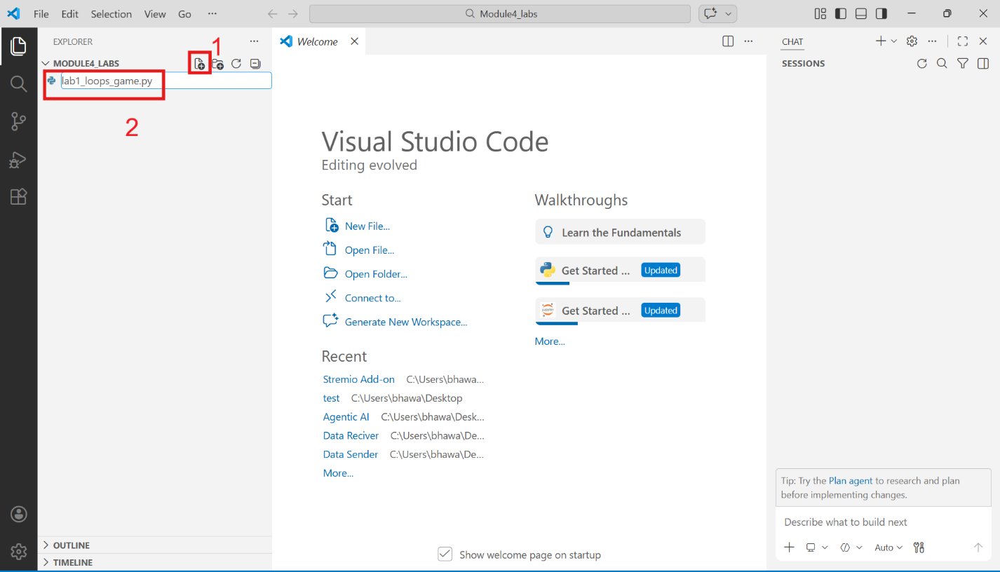 File Edit Selection View Go ···
Module4_labs
EXPLORER ···
1
MODULE4_LABS
lab1_loops_game.py
2
Welcome
Visual Studio Code
Editing evolved
Start
New File...
Open File...
Open Folder...
Connect to...
Generate New Workspace...
Recent
Stremio Add-on C:\Users\bhawa...
test C:\Users\bhawa\Desktop
Agentic AI C:\Users\bhawa\Desk...
Data Reciver C:\Users\bhawa\De...
Data Sender C:\Users\bhawa\De...
More...
Walkthroughs
Learn the Fundamentals
Get Started ... Updated
Get Started ... Updated
More...
Show welcome page on startup
OUTLINE
TIMELINE
CHAT
SESSIONS
Tip: Try the Plan agent to research and plan
before implementing changes.
Describe what to build next
Auto